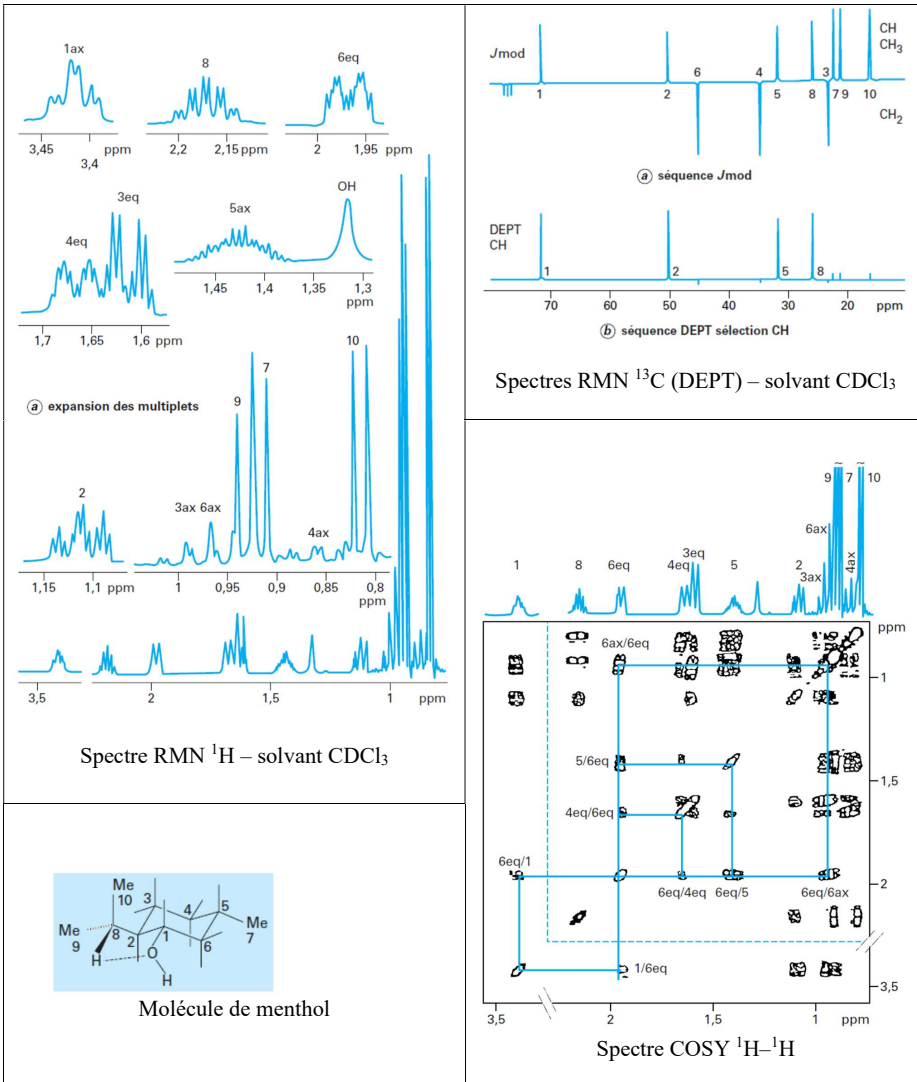 1ax
8
6eq
3,45
3,4
ppm
2,2
2,15 ppm
2
1,95
ppm
3eq
4eq
5ax
OH
1,45
1,4
1,35
1,3
ppm
1,7
1,65
1,6
ppm
10
7
9
ⓐ expansion des multiplets
2
3ax
6ax
4ax
1,15
1,1
1
0,95
0,9
0,85
0,8
ppm
ppm
3,5
2
1,5
1
ppm
Spectre RMN ¹H – solvant CDCl₃
Me
10
3
5
4
Me
8
1
Me
9
2
6
7
H
O
H
Molécule de menthol
Jmod
CH
CH₃
6
4
3
1
2
5
8
7
9
10
CH₂
ⓐ séquence Jmod
DEPT
CH
1
2
5
8
70
60
50
40
30
20
ppm
ⓑ séquence DEPT sélection CH
Spectres RMN ¹³C (DEPT) – solvant CDCl₃
~
~
9
7
10
6ax
3eq
1
8
6eq
4eq
5
2
3ax
4ax
ppm
6ax/6eq
1
5/6eq
1,5
4eq/6eq
6eq/1
2
6eq/4eq
6eq/5
6eq/6ax
1/6eq
3,5
3,5
2
1,5
1
ppm
Spectre COSY ¹H–¹H